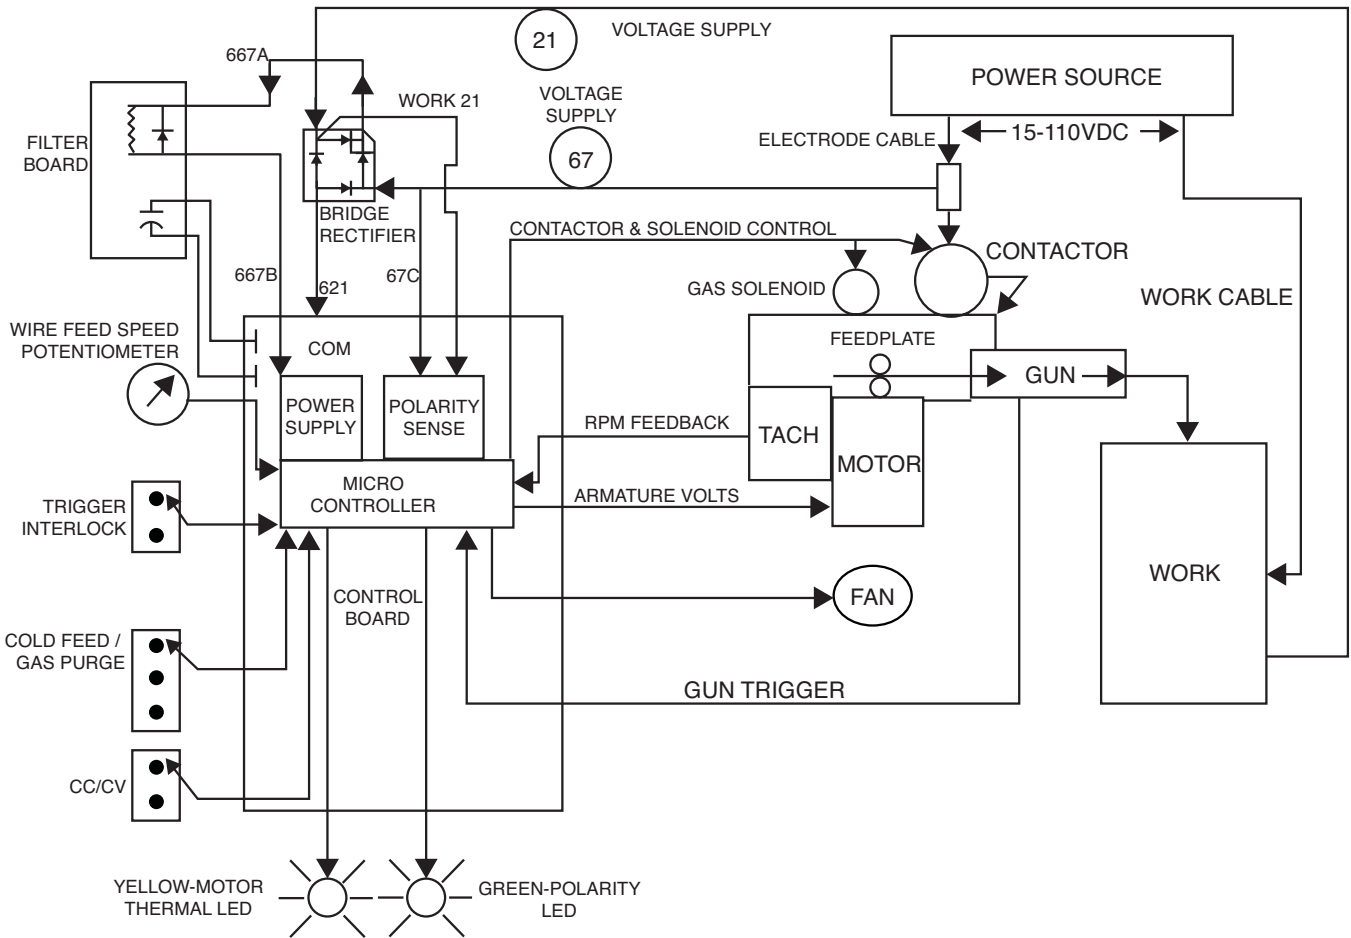 21
VOLTAGE SUPPLY
667A
WORK 21
VOLTAGE
SUPPLY
67
POWER SOURCE
15-110VDC
ELECTRODE CABLE
FILTER
BOARD
BRIDGE
RECTIFIER
CONTACTOR & SOLENOID CONTROL
CONTACTOR
667B
621
67C
GAS SOLENOID
WORK CABLE
WIRE FEED SPEED
POTENTIOMETER
COM
FEEDPLATE
GUN
POWER
SUPPLY
POLARITY
SENSE
RPM FEEDBACK
TACH
MOTOR
MICRO
CONTROLLER
ARMATURE VOLTS
TRIGGER
INTERLOCK
WORK
CONTROL
BOARD
FAN
COLD FEED /
GAS PURGE
GUN TRIGGER
CC/CV
YELLOW-MOTOR
THERMAL LED
GREEN-POLARITY
LED